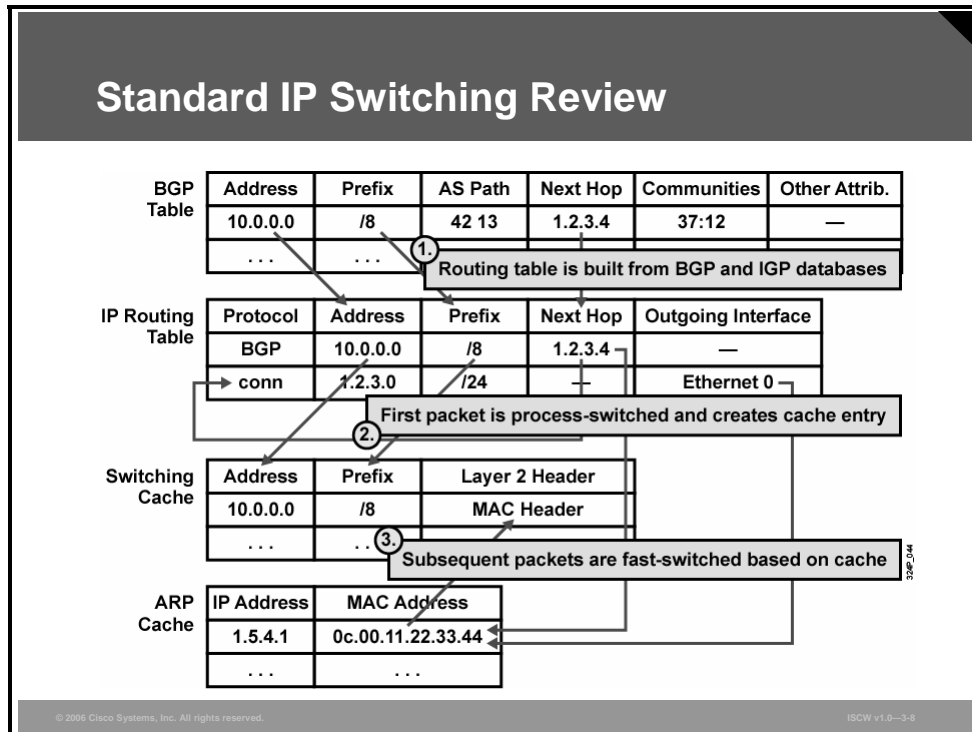 Standard IP Switching Review
BGP Table
Address Prefix AS Path Next Hop Communities Other Attrib.
10.0.0.0 /8 42 13 1.2.3.4 37:12 —
. . . . . .
1. Routing table is built from BGP and IGP databases
IP Routing Table
Protocol Address Prefix Next Hop Outgoing Interface
BGP 10.0.0.0 /8 1.2.3.4 —
conn 1.2.3.0 /24 — Ethernet 0
2. First packet is process-switched and creates cache entry
Switching Cache
Address Prefix Layer 2 Header
10.0.0.0 /8 MAC Header
. . . . .
3. Subsequent packets are fast-switched based on cache
324P_044
ARP Cache
IP Address MAC Address
1.5.4.1 0c.00.11.22.33.44
. . . . . .
© 2006 Cisco Systems, Inc. All rights reserved.
ISCW v1.0—3-8